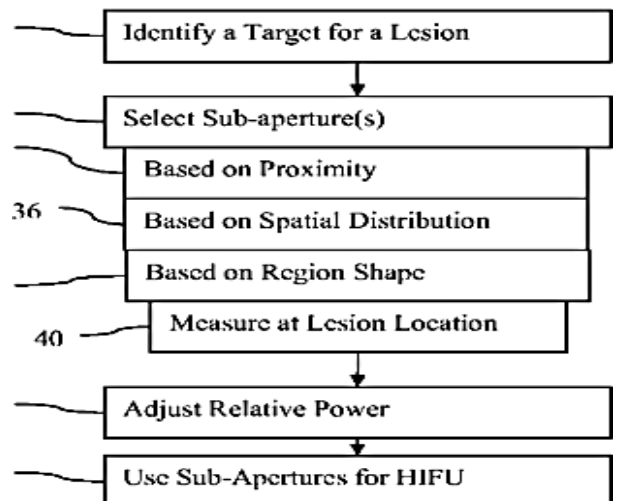 Identify a Target for a Lesion
Select Sub-aperture(s)
Based on Proximity
36
Based on Spatial Distribution
Based on Region Shape
40
Measure at Lesion Location
Adjust Relative Power
Use Sub-Apertures for HIFU